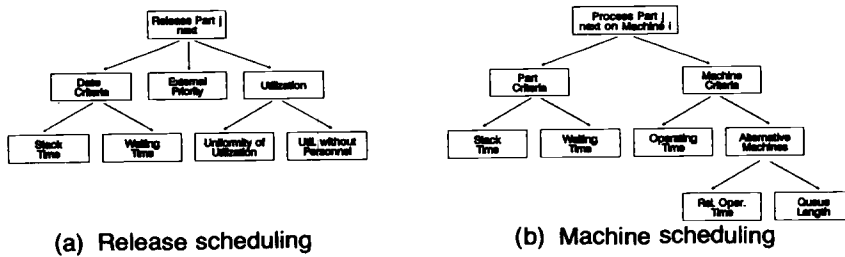 Release Part j
next
Date
Criteria
External
Priority
Utilization
Slack
Time
Waiting
Time
Uniformity of
Utilization
Util. without
Personnel
(a) Release scheduling
Process Part j
next on Machine i
Part
Criteria
Machine
Criteria
Slack
Time
Waiting
Time
Operating
Time
Alternative
Machines
Rel. Oper.
Time
Queue
Length
(b) Machine scheduling